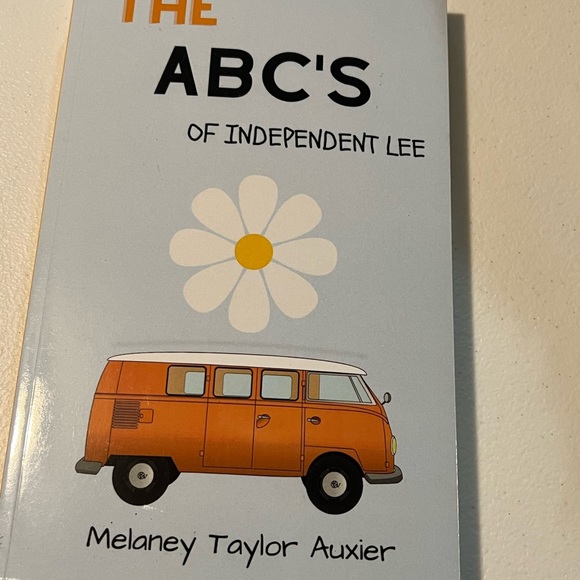 THE
ABC'S
OF INDEPENDENT LEE
Melaney Taylor Auxier